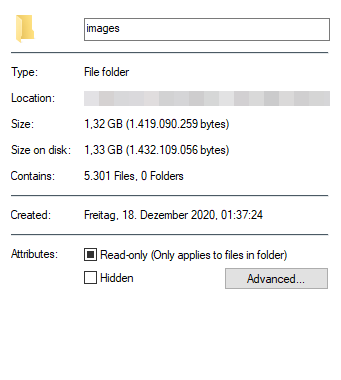 images
Type: File folder
Location:
Size: 1,32 GB (1.419.090.259 bytes)
Size on disk: 1,33 GB (1.432.109.056 bytes)
Contains: 5.301 Files, 0 Folders
Created: Freitag, 18. Dezember 2020, 01:37:24
Attributes: Read-only (Only applies to files in folder)
Hidden Advanced...